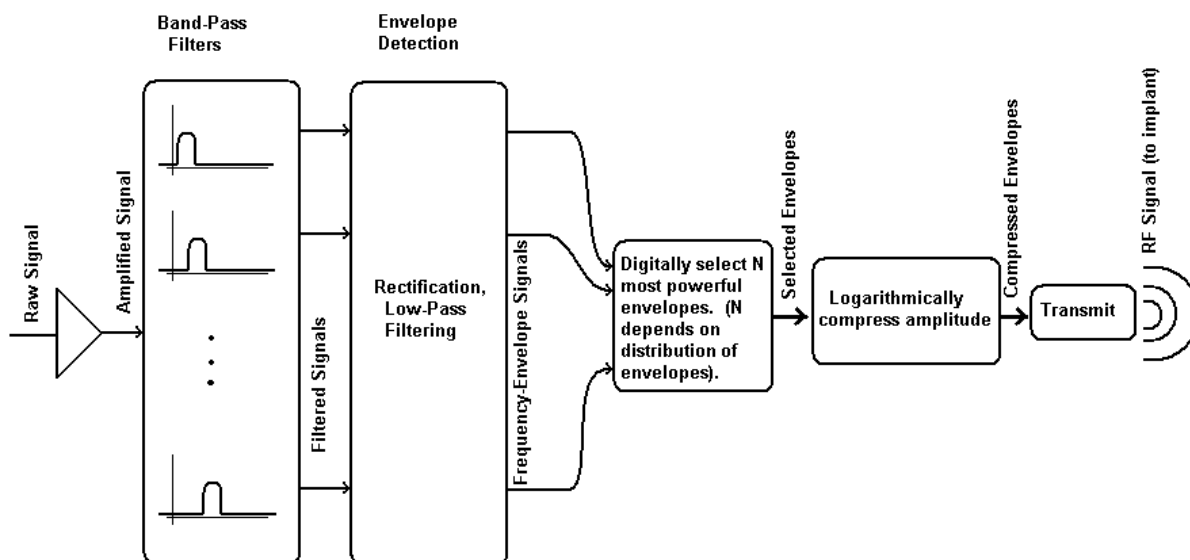 Band-Pass
Filters
Envelope
Detection
Raw Signal
Amplified Signal
Filtered Signals
Rectification,
Low-Pass
Filtering
Frequency-Envelope Signals
Digitally select N
most powerful
envelopes. (N
depends on
distribution of
envelopes).
Selected Envelopes
Logarithmically
compress amplitude
Compressed Envelopes
Transmit
RF Signal (to implant)